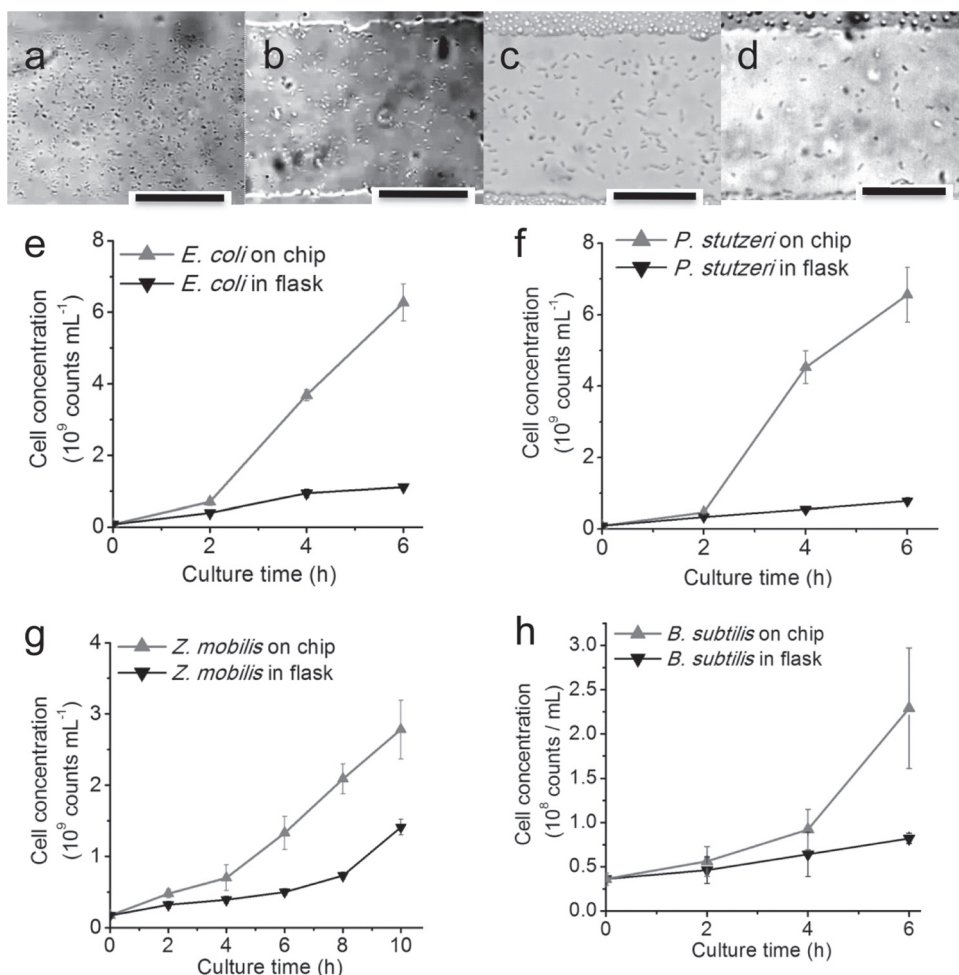 a b c d
e
E. coli on chip
E. coli in flask
Cell concentration
(10⁹ counts mL⁻¹)
8
6
4
2
0
0 2 4 6
Culture time (h)
f
P. stutzeri on chip
P. stutzeri in flask
Cell concentration
(10⁹ counts mL⁻¹)
8
6
4
2
0
0 2 4 6
Culture time (h)
g
Z. mobilis on chip
Z. mobilis in flask
Cell concentration
(10⁹ counts mL⁻¹)
4
3
2
1
0
0 2 4 6 8 10
Culture time (h)
h
B. subtilis on chip
B. subtilis in flask
Cell concentration
(10⁸ counts / mL)
3.0
2.5
2.0
1.5
1.0
0.5
0.0
0 2 4 6
Culture time (h)